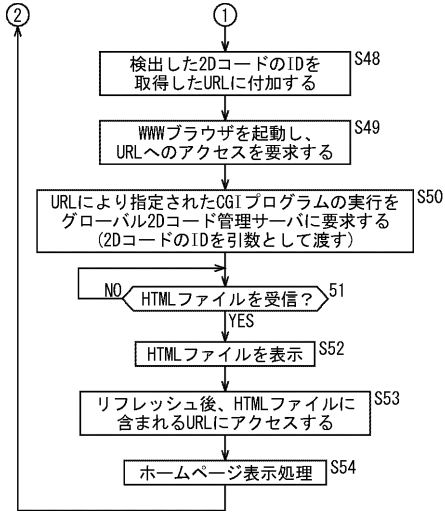 ②
①
検出した2DコードのIDを
取得したURLに付加する
S48
WWWブラウザを起動し、
URLへのアクセスを要求する
S49
URLにより指定されたCGIプログラムの実行を
グローバル2Dコード管理サーバに要求する
(2DコードのIDを引数として渡す)
S50
NO
HTMLファイルを受信?
51
YES
HTMLファイルを表示
S52
リフレッシュ後、HTMLファイルに
含まれるURLにアクセスする
S53
ホームページ表示処理
S54